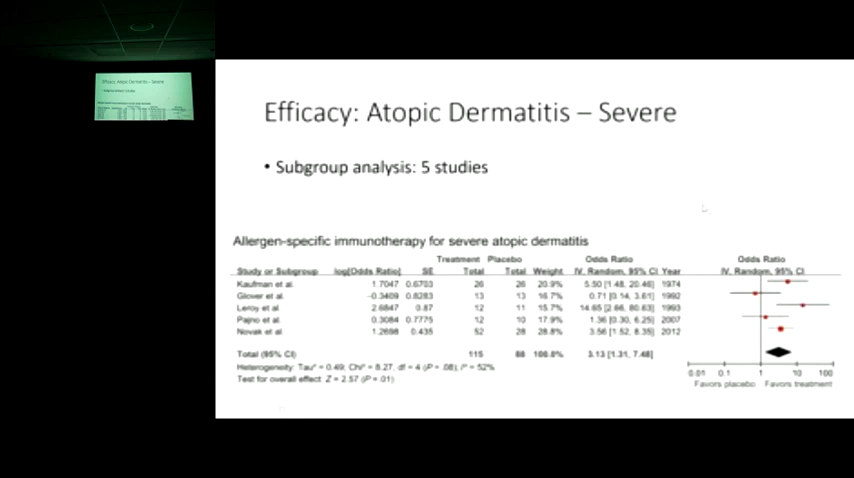 Efficacy: Atopic Dermatitis – Severe
• Subgroup analysis: 5 studies
Allergen-specific immunotherapy for severe atopic dermatitis
Treatment Placebo Odds Ratio Odds Ratio
Study or Subgroup log[Odds Ratio] SE Total Total Weight IV, Random, 95% CI Year IV, Random, 95% CI
Kaufman et al. 1.7047 0.6703 26 26 20.9% 5.50 [1.48, 20.46] 1974
Glover et al. -0.3409 0.8283 13 13 16.7% 0.71 [0.14, 3.61] 1992
Leroy et al. 2.6847 0.87 12 11 15.7% 14.65 [2.66, 80.63] 1993
Pajno et al. 0.3084 0.7775 12 10 17.9% 1.36 [0.30, 6.25] 2007
Novak et al. 1.2698 0.435 52 28 28.8% 3.56 [1.52, 8.35] 2012
Total (95% CI) 115 88 100.0% 3.13 [1.31, 7.48]
Heterogeneity: Tau² = 0.49; Chi² = 8.27, df = 4 (P = .08); I² = 52%
Test for overall effect: Z = 2.57 (P = .01)
0.01 0.1 1 10 100
Favors placebo Favors treatment
Efficacy: Atopic Dermatitis – Severe